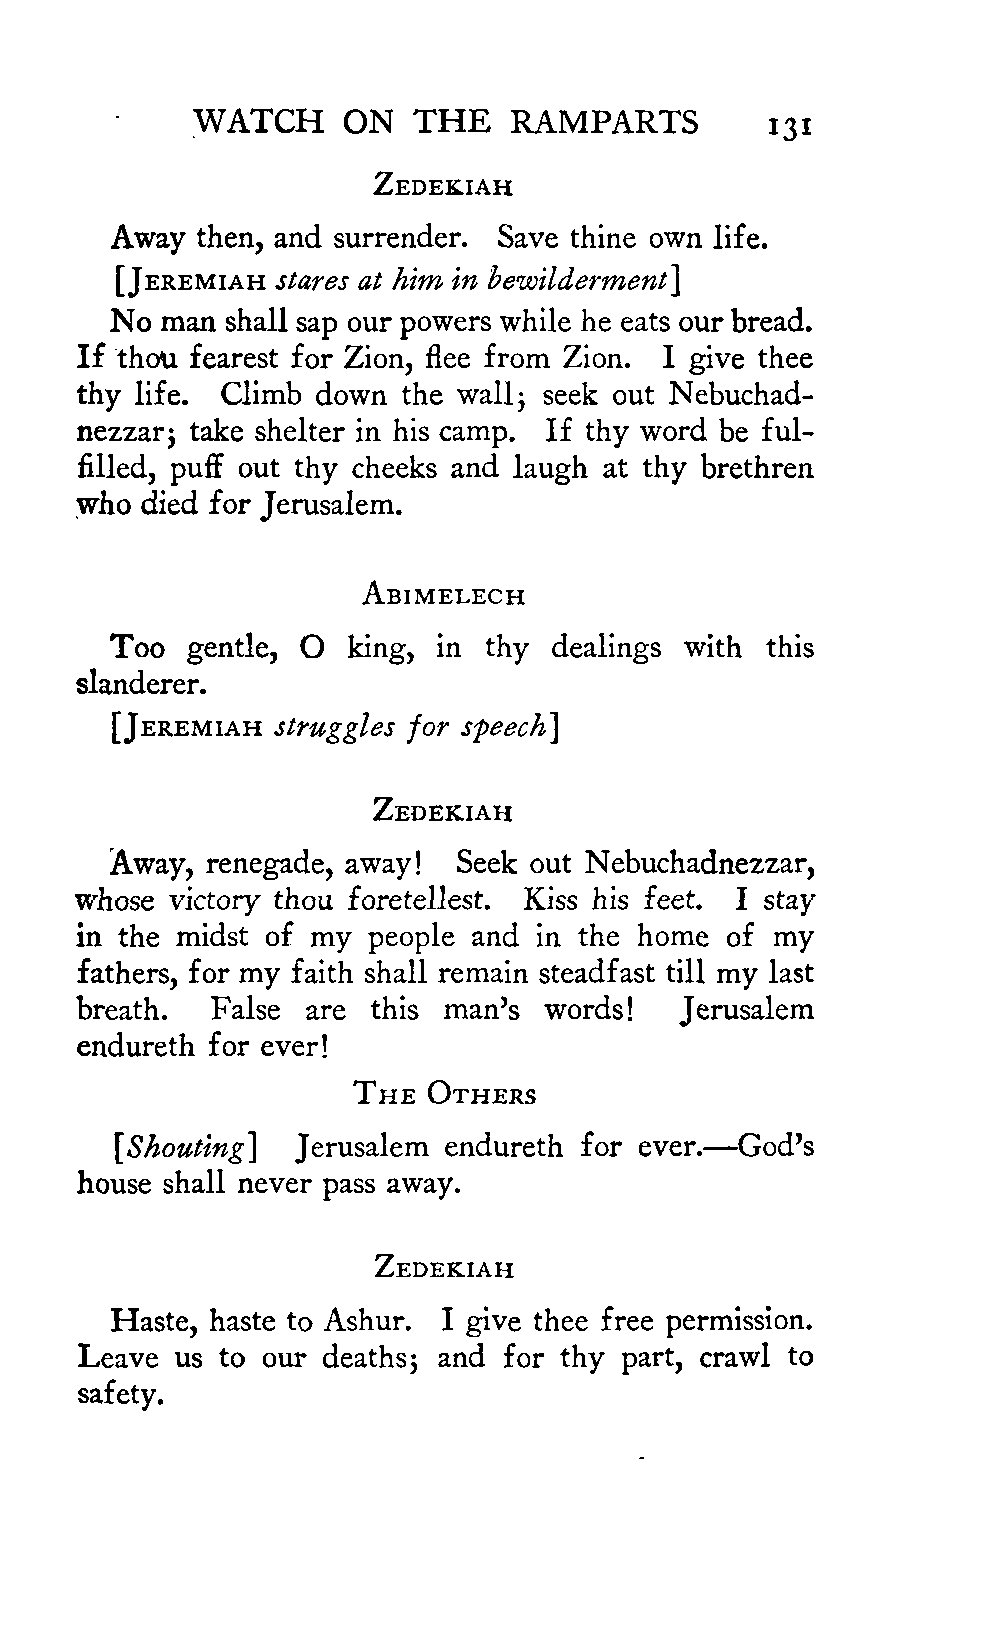 WATCH ON THE RAMPARTS 131
ZEDEKIAH
Away then, and surrender. Save thine own life.
[JEREMIAH stares at him in bewilderment]
No man shall sap our powers while he eats our bread.
If thou fearest for Zion, flee from Zion. I give thee
thy life. Climb down the wall; seek out Nebuchad-
nezzar; take shelter in his camp. If thy word be ful-
filled, puff out thy cheeks and laugh at thy brethren
who died for Jerusalem.
ABIMELECH
Too gentle, O king, in thy dealings with this
slanderer.
[JEREMIAH struggles for speech]
ZEDEKIAH
Away, renegade, away! Seek out Nebuchadnezzar,
whose victory thou foretellest. Kiss his feet. I stay
in the midst of my people and in the home of my
fathers, for my faith shall remain steadfast till my last
breath. False are this man's words! Jerusalem
endureth for ever!
THE OTHERS
[Shouting] Jerusalem endureth for ever.—God's
house shall never pass away.
ZEDEKIAH
Haste, haste to Ashur. I give thee free permission.
Leave us to our deaths; and for thy part, crawl to
safety.